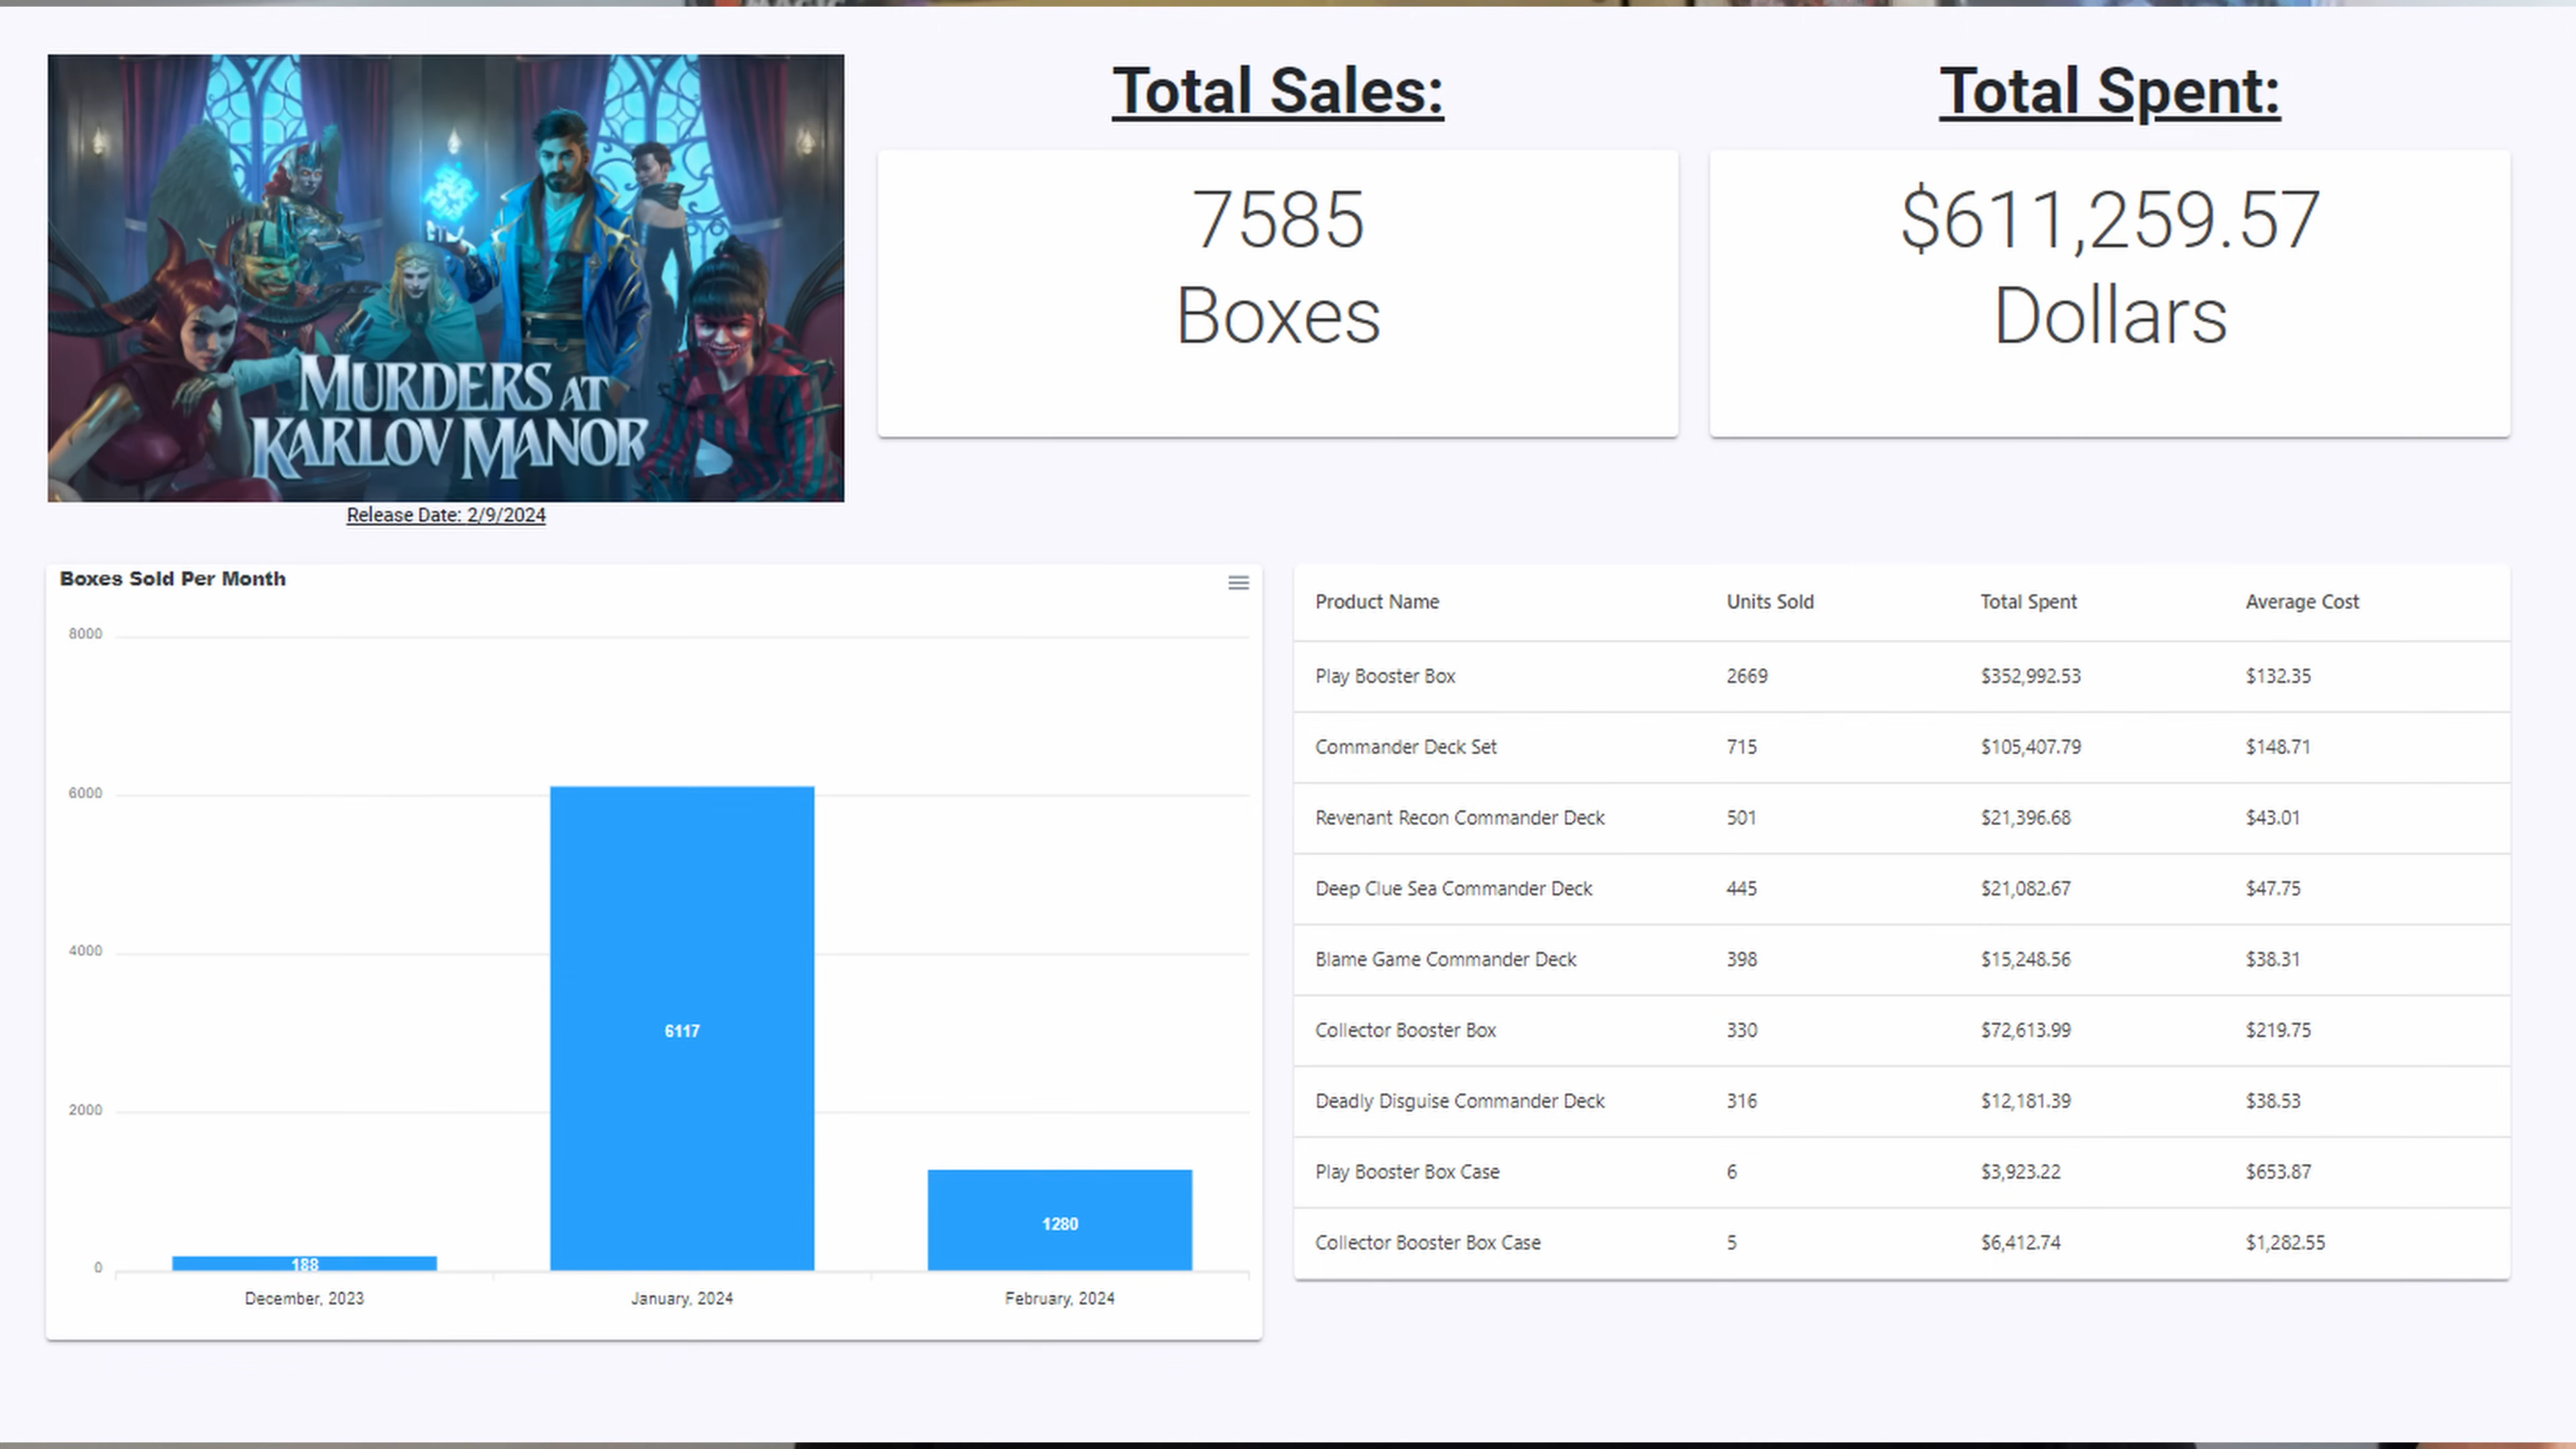 MURDERS AT
KARLOV MANOR
Release Date: 2/9/2024
Total Sales:
7585
Boxes
Total Spent:
$611,259.57
Dollars
Boxes Sold Per Month
8000
6000
4000
2000
0
188
6117
1280
December, 2023
January, 2024
February, 2024
Product Name Units Sold Total Spent Average Cost
Play Booster Box 2669 $352,992.53 $132.35
Commander Deck Set 715 $105,407.79 $148.71
Revenant Recon Commander Deck 501 $21,396.68 $43.01
Deep Clue Sea Commander Deck 445 $21,082.67 $47.75
Blame Game Commander Deck 398 $15,248.56 $38.31
Collector Booster Box 330 $72,613.99 $219.75
Deadly Disguise Commander Deck 316 $12,181.39 $38.53
Play Booster Box Case 6 $3,923.22 $653.87
Collector Booster Box Case 5 $6,412.74 $1,282.55